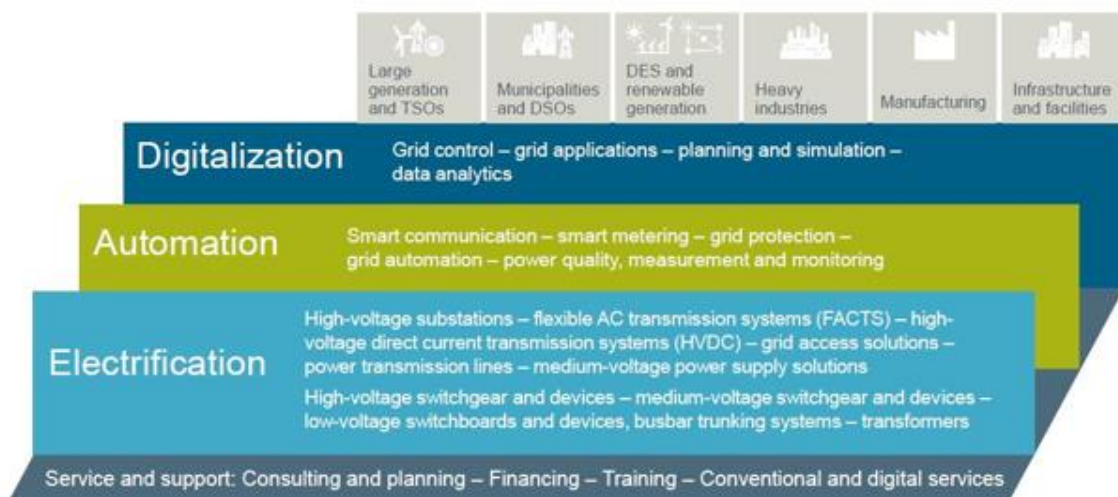 Large
generation
and TSOs
Municipalities
and DSOs
DES and
renewable
generation
Heavy
industries
Manufacturing
Infrastructure
and facilities
Digitalization
Grid control – grid applications – planning and simulation –
data analytics
Automation
Smart communication – smart metering – grid protection –
grid automation – power quality, measurement and monitoring
Electrification
High-voltage substations – flexible AC transmission systems (FACTS) – high-
voltage direct current transmission systems (HVDC) – grid access solutions –
power transmission lines – medium-voltage power supply solutions
High-voltage switchgear and devices – medium-voltage switchgear and devices –
low-voltage switchboards and devices, busbar trunking systems – transformers
Service and support: Consulting and planning – Financing – Training – Conventional and digital services